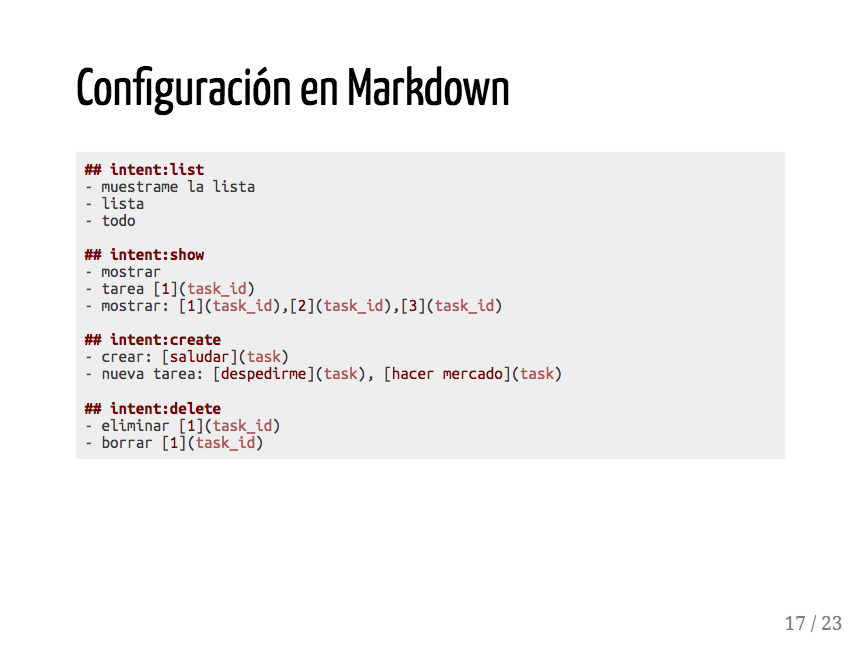 Configuración en Markdown
## intent:list
- muestrame la lista
- lista
- todo
## intent:show
- mostrar
- tarea [1](task_id)
- mostrar: [1](task_id),[2](task_id),[3](task_id)
## intent:create
- crear: [saludar](task)
- nueva tarea: [despedirme](task), [hacer mercado](task)
## intent:delete
- eliminar [1](task_id)
- borrar [1](task_id)
17 / 23